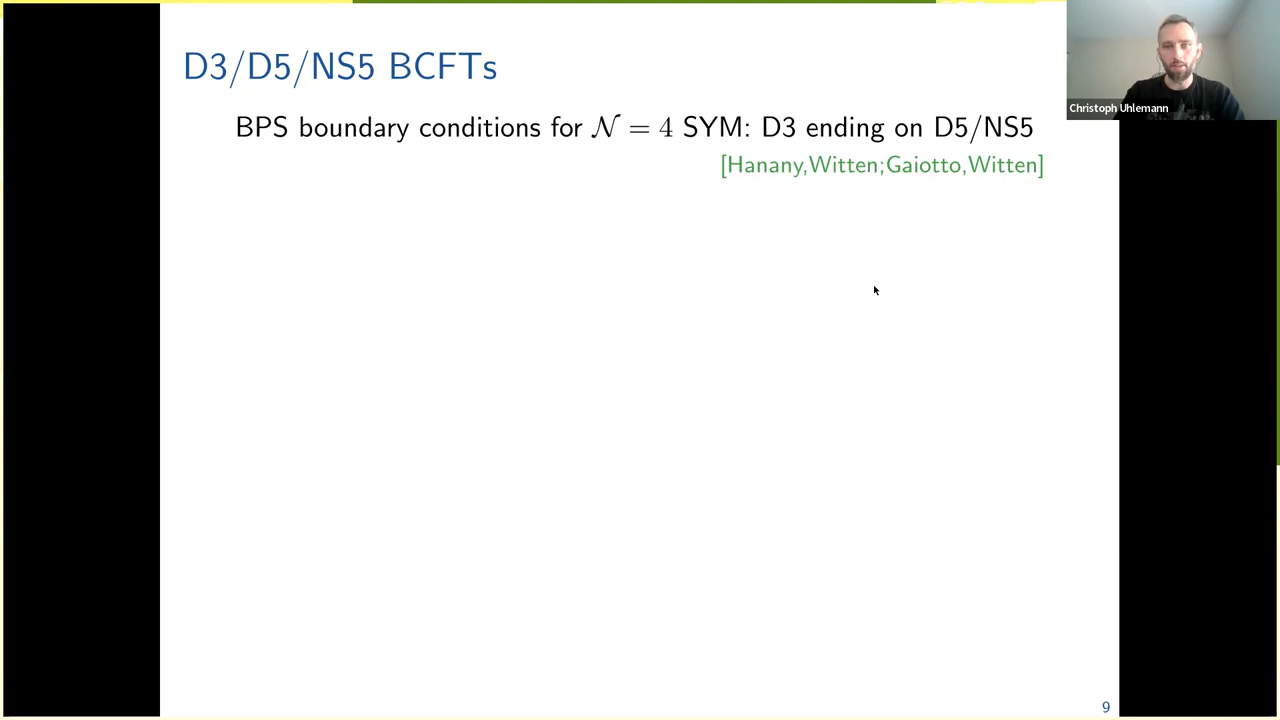 D3/D5/NS5 BCFTs
BPS boundary conditions for 𝒩 = 4 SYM: D3 ending on D5/NS5
[Hanany,Witten;Gaiotto,Witten]
Christoph Uhlemann
9